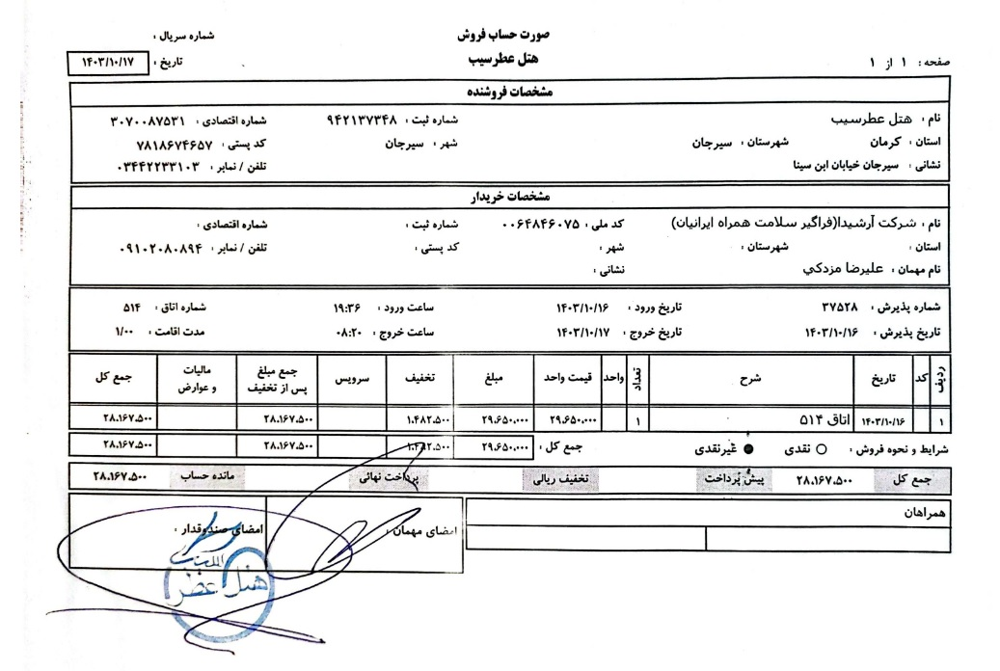 صورت حساب فروش
شماره سریال :
هتل عطرسیب
صفحه : ۱ از ۱
تاریخ : ۱۴۰۳/۱۰/۱۷
مشخصات فروشنده
نام : هتل عطرسیب شماره ثبت : ۹۴۲۱۳۷۳۴۸ شماره اقتصادی : ۳۰۷۰۰۸۷۵۳۱
استان : کرمان شهرستان : سیرجان شهر : سیرجان کد پستی : ۷۸۱۸۶۷۴۶۵۷
نشانی : سیرجان خیابان ابن سینا تلفن / نمابر : ۰۳۴۴۲۲۳۳۱۰۳
مشخصات خریدار
نام : شرکت آرشیدا(فراگیر سلامت همراه ایرانیان) کد ملی : ۰۰۶۴۸۴۶۰۷۵ شماره ثبت : شماره اقتصادی :
استان : شهرستان : شهر : کد پستی : تلفن / نمابر : ۰۹۱۰۲۰۸۰۸۹۴
نام مهمان : علیرضا مزدکي نشانی :
شماره پذیرش : ۳۷۵۲۸ تاریخ ورود : ۱۴۰۳/۱۰/۱۶ ساعت ورود : ۱۹:۳۶ شماره اتاق : ۵۱۴
تاریخ پذیرش : ۱۴۰۳/۱۰/۱۶ تاریخ خروج : ۱۴۰۳/۱۰/۱۷ ساعت خروج : ۰۸:۲۰ مدت اقامت : ۱/۰۰
ردیف کد تاریخ شرح تعداد واحد قیمت واحد مبلغ تخفیف سرویس جمع مبلغ پس از تخفیف مالیات و عوارض جمع کل
۱ ۱۴۰۳/۱۰/۱۶ اتاق ۵۱۴ ۱ ۲۹،۶۵۰،۰۰۰ ۲۹،۶۵۰،۰۰۰ ۱،۴۸۲،۵۰۰ ۲۸،۱۶۷،۵۰۰ ۲۸،۱۶۷،۵۰۰
شرایط و نحوه فروش : نقدی غیرنقدی جمع کل : ۲۹،۶۵۰،۰۰۰ ۱،۴۸۲،۵۰۰ ۲۸،۱۶۷،۵۰۰ ۲۸،۱۶۷،۵۰۰
جمع کل ۲۸،۱۶۷،۵۰۰ پیش پرداخت تخفیف ریالی پرداخت نهائی مانده حساب ۲۸،۱۶۷،۵۰۰
همراهان
امضای مهمان : امضای صندوقدار :
هتل